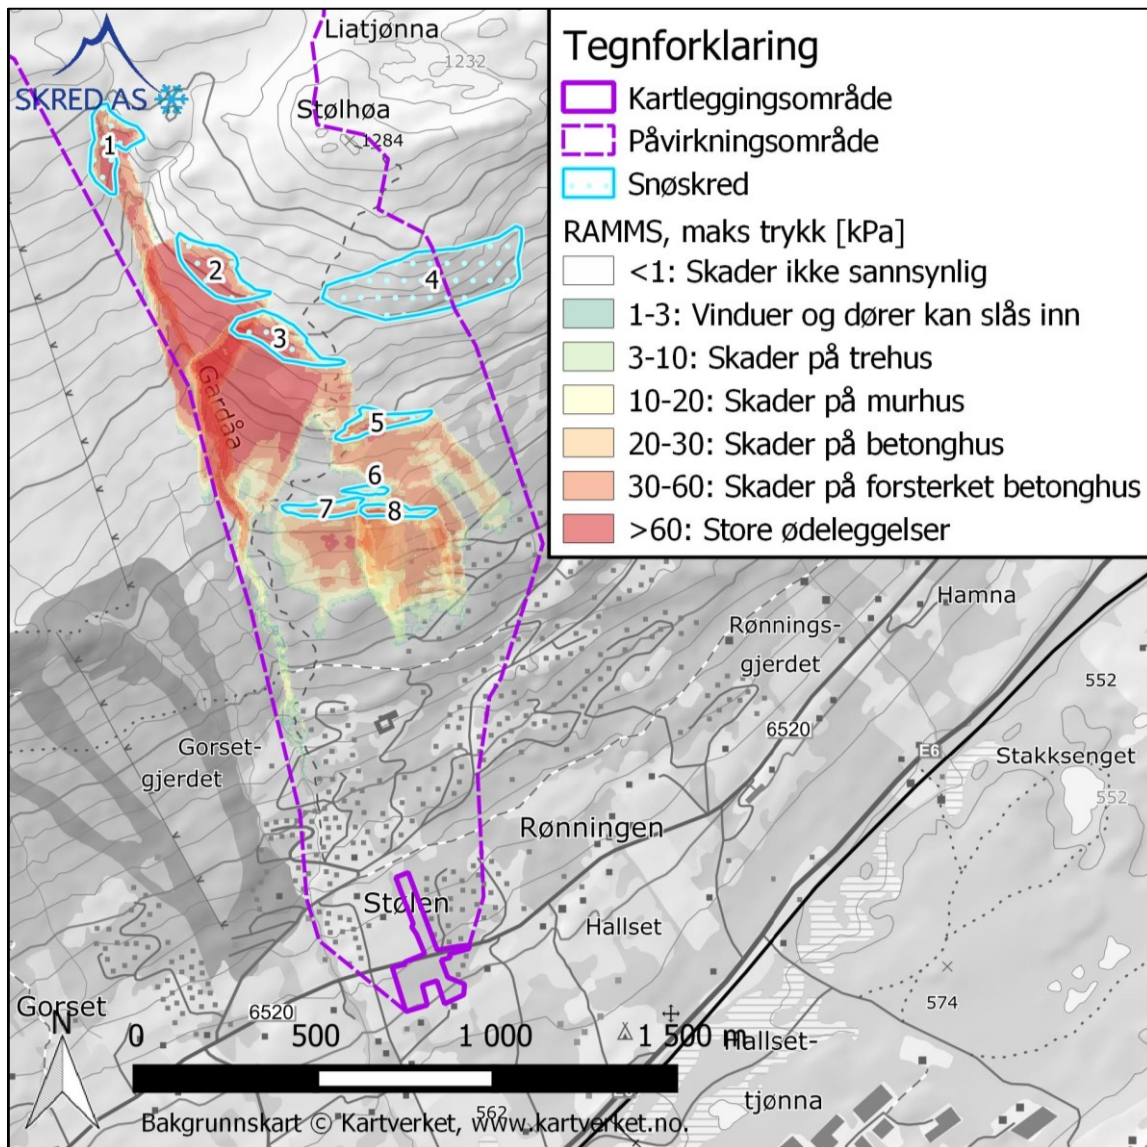 SKRED AS
Liatjønna
1232
Stølhøa
1284
1
2
3
4
5
6
7
8
Gardåa
Tegnforklaring
Kartleggingsområde
Påvirkningsområde
Snøskred
RAMMS, maks trykk [kPa]
<1: Skader ikke sannsynlig
1-3: Vinduer og dører kan slås inn
3-10: Skader på trehus
10-20: Skader på murhus
20-30: Skader på betonghus
30-60: Skader på forsterket betonghus
>60: Store ødeleggelser
Hamna
Rønnings-
gjerdet
552
6520
E6
Stakksenget
552
Gorset-
gjerdet
Rønningen
Stølen
Hallset
574
Gorset
6520
N
0 500 1 000 1 500 m
Hallset-
tjønna
562
Bakgrunnskart © Kartverket, www.kartverket.no.